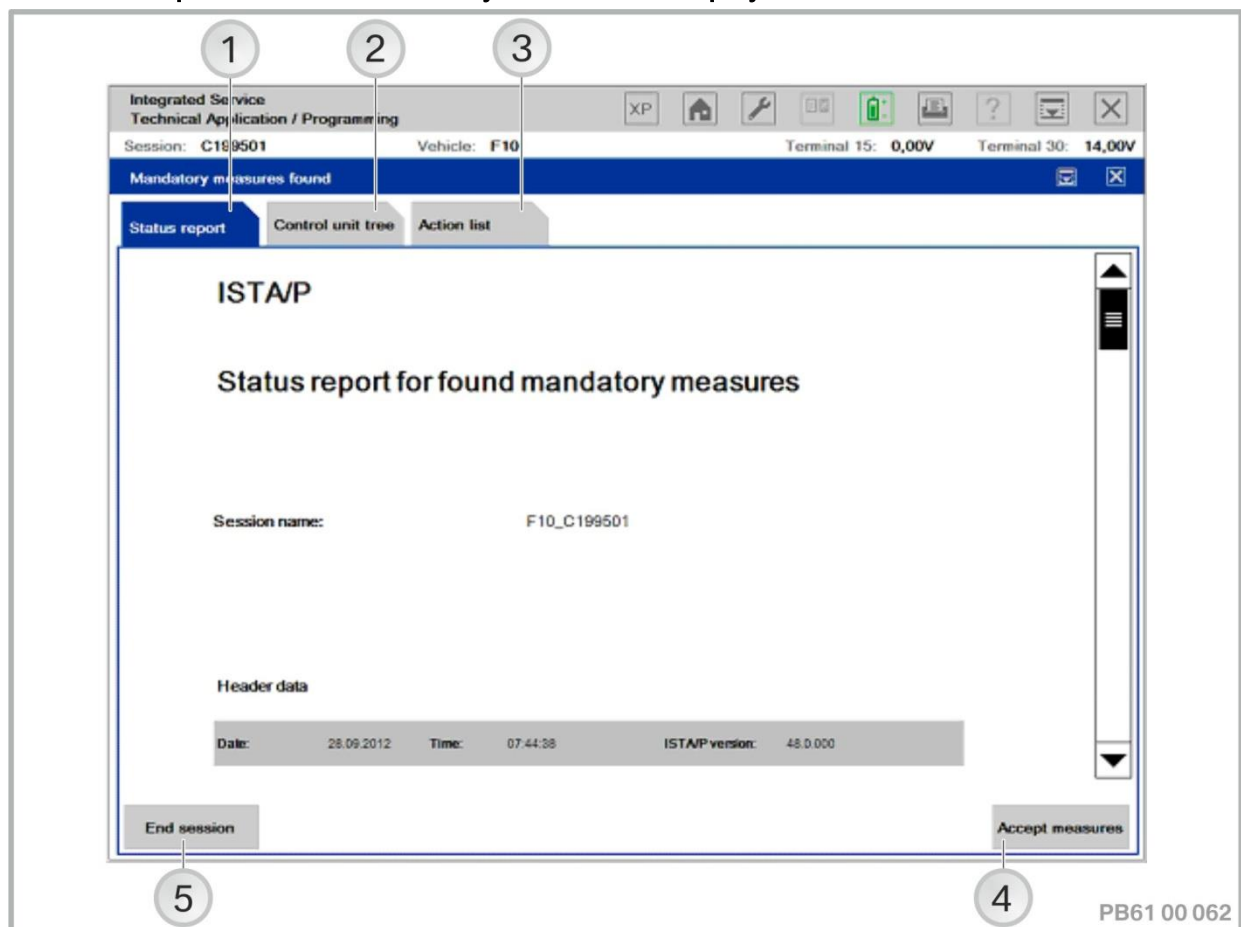 1 2 3
Integrated Service
Technical Application / Programming
XP
?
Session: C199501 Vehicle: F10 Terminal 15: 0,00V Terminal 30: 14,00V
Mandatory measures found
Status report Control unit tree Action list
ISTA/P
Status report for found mandatory measures
Session name: F10_C199501
Header data
Date: 28.09.2012 Time: 07:44:38 ISTA/P version: 48.0.000
End session Accept measures
5 4
PB61 00 062